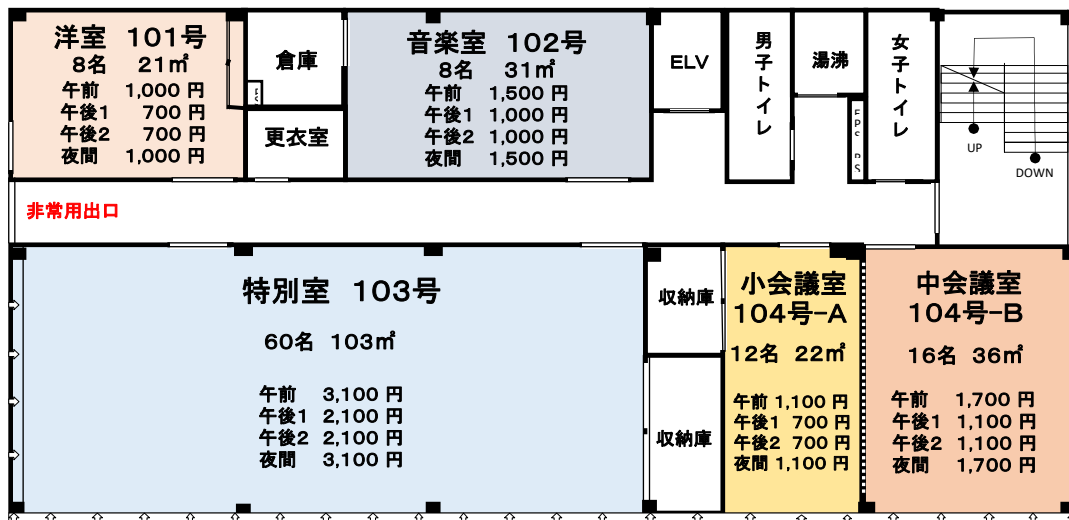 洋室 101号
8名 21㎡
午前 1,000 円
午後1 700 円
午後2 700 円
夜間 1,000 円
倉庫
更衣室
音楽室 102号
8名 31㎡
午前 1,500 円
午後1 1,000 円
午後2 1,000 円
夜間 1,500 円
ELV
男子トイレ
湯沸
EPS
PS
女子トイレ
UP
DOWN
非常用出口
特別室 103号
60名 103㎡
午前 3,100 円
午後1 2,100 円
午後2 2,100 円
夜間 3,100 円
収納庫
収納庫
小会議室
104号-A
12名 22㎡
午前 1,100 円
午後1 700 円
午後2 700 円
夜間 1,100 円
中会議室
104号-B
16名 36㎡
午前 1,700 円
午後1 1,100 円
午後2 1,100 円
夜間 1,700 円